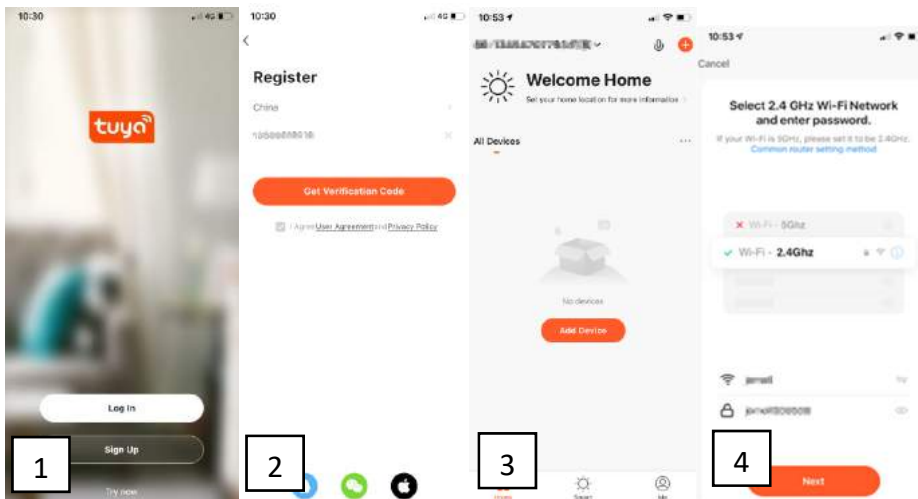 10:30
4G
tuya
Log In
Sign Up
Try now
1
10:30
4G
Register
China
Get Verification Code
I Agree User Agreement and Privacy Policy
2
10:53
Welcome Home
Set your home location for more information
All Devices
...
No devices
Add Device
Home
Smart
Me
3
10:53
Cancel
Select 2.4 GHz Wi-Fi Network
and enter password.
If your Wi-Fi is 5GHz, please set it to be 2.4GHz.
Common router setting method
Wi-Fi - 5Ghz
Wi-Fi - 2.4Ghz
Next
4